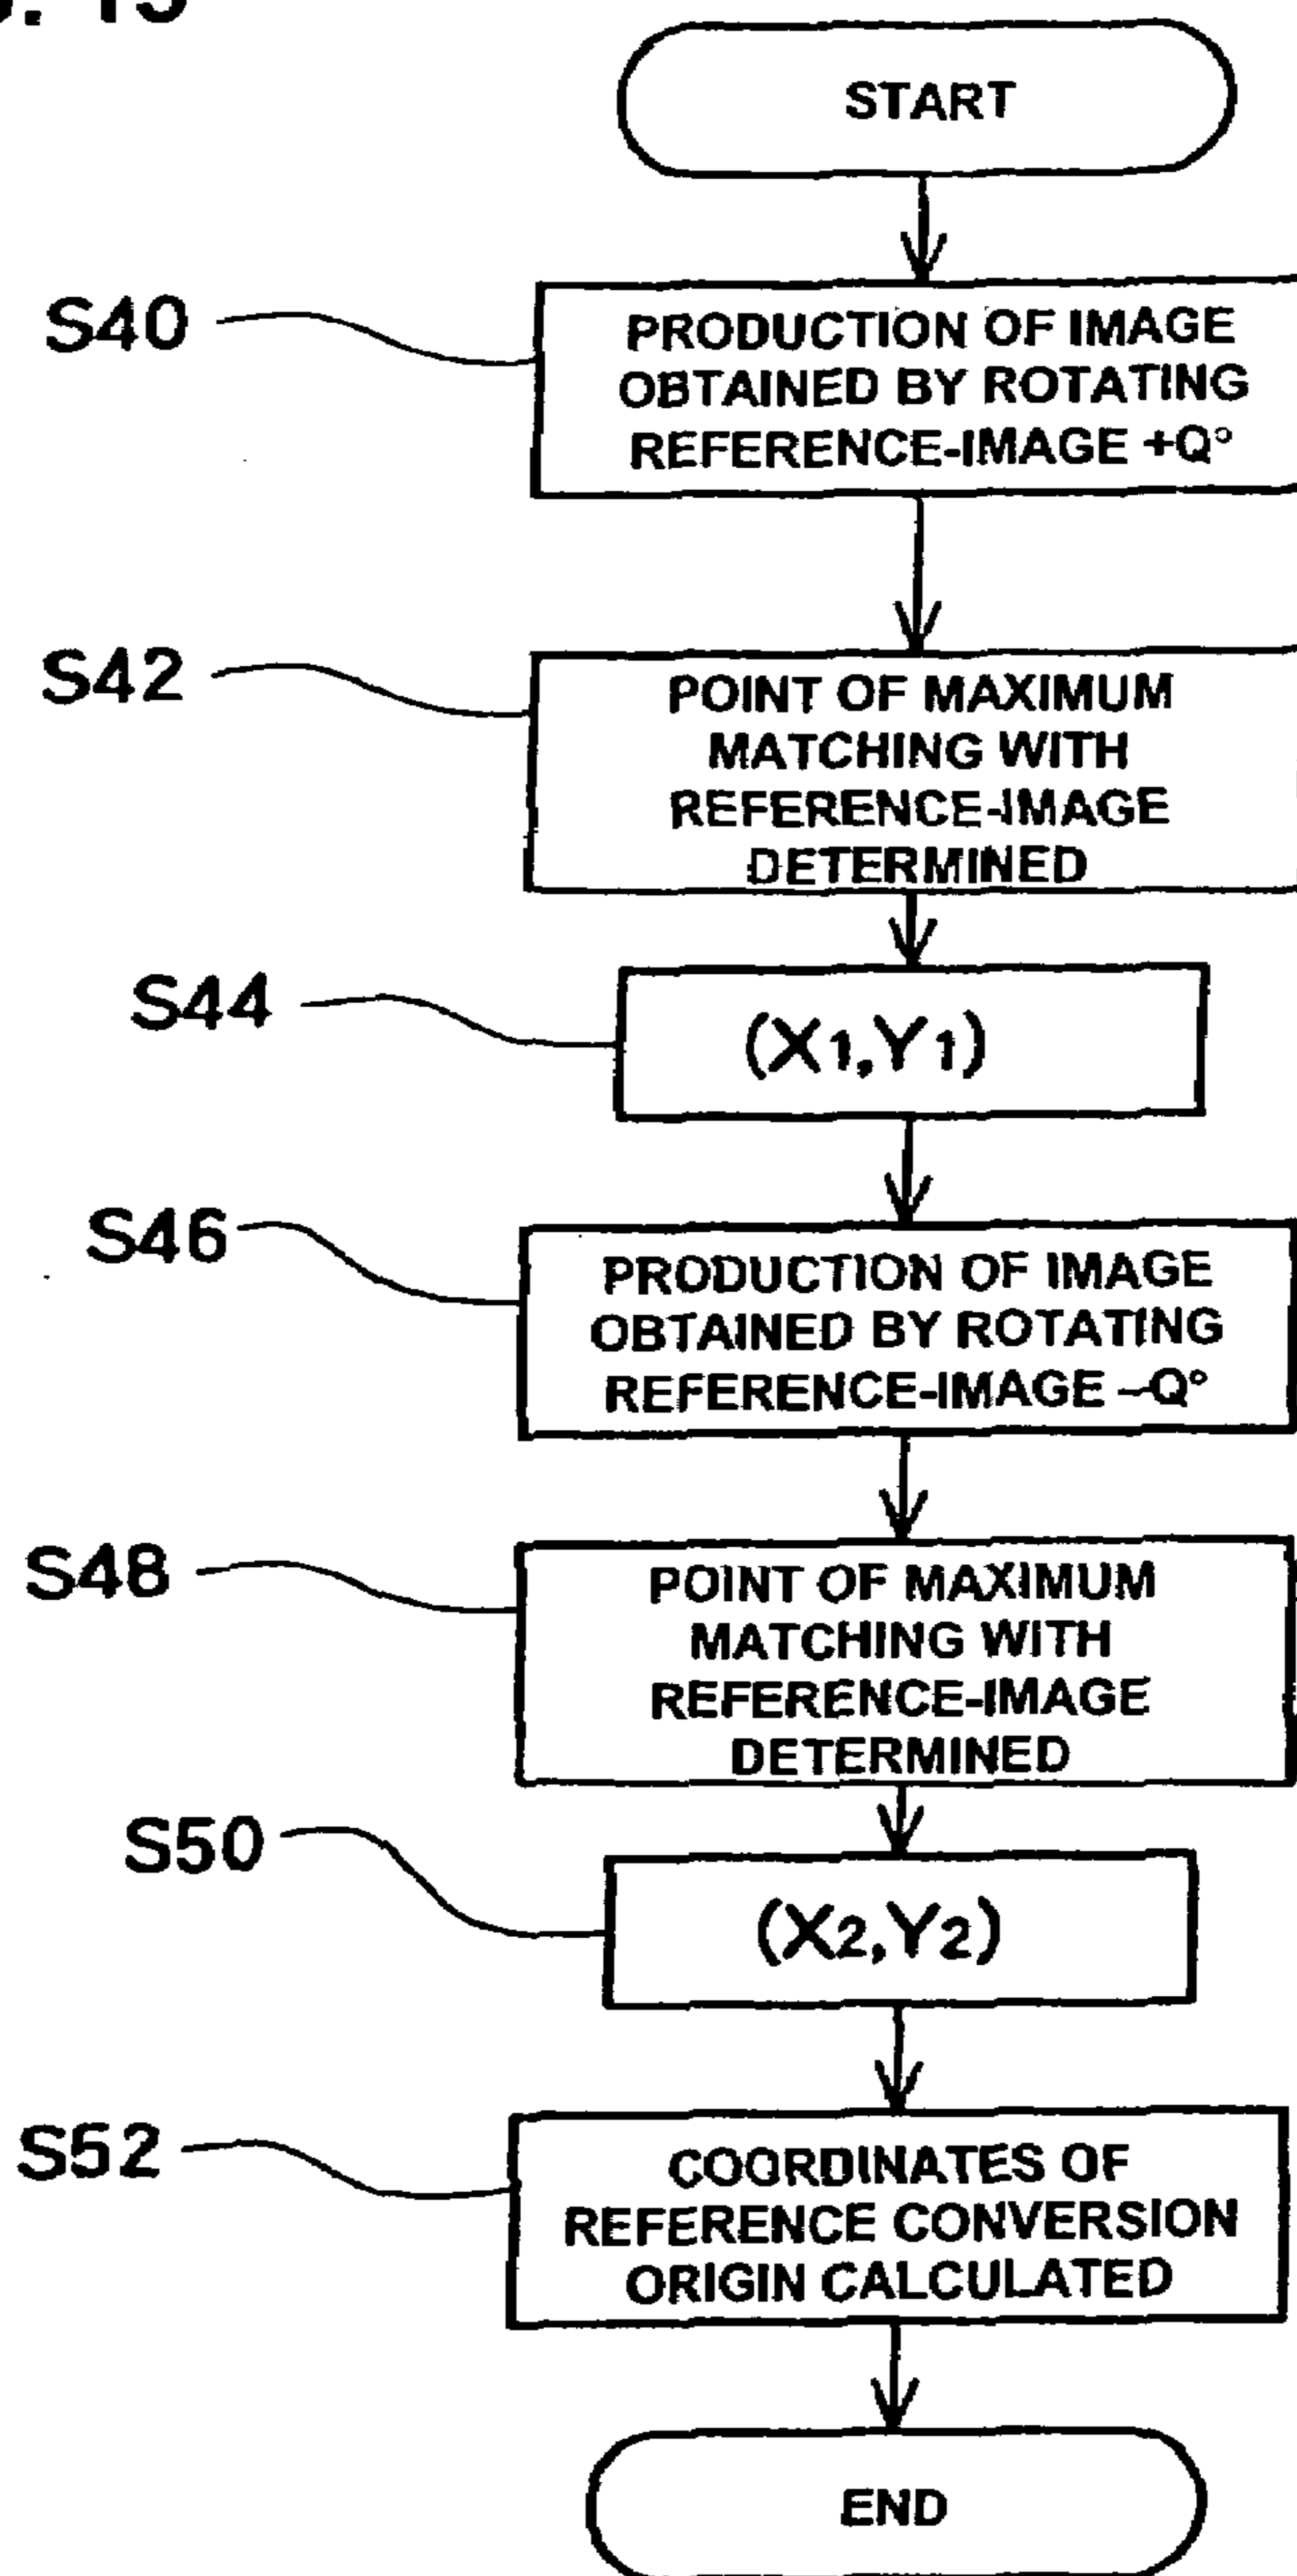 START
S40
PRODUCTION OF IMAGE
OBTAINED BY ROTATING
REFERENCE-IMAGE +Q°
S42
POINT OF MAXIMUM
MATCHING WITH
REFERENCE-IMAGE
DETERMINED
S44
(X1,Y1)
S46
PRODUCTION OF IMAGE
OBTAINED BY ROTATING
REFERENCE-IMAGE –Q°
S48
POINT OF MAXIMUM
MATCHING WITH
REFERENCE-IMAGE
DETERMINED
S50
(X2,Y2)
S52
COORDINATES OF
REFERENCE CONVERSION
ORIGIN CALCULATED
END